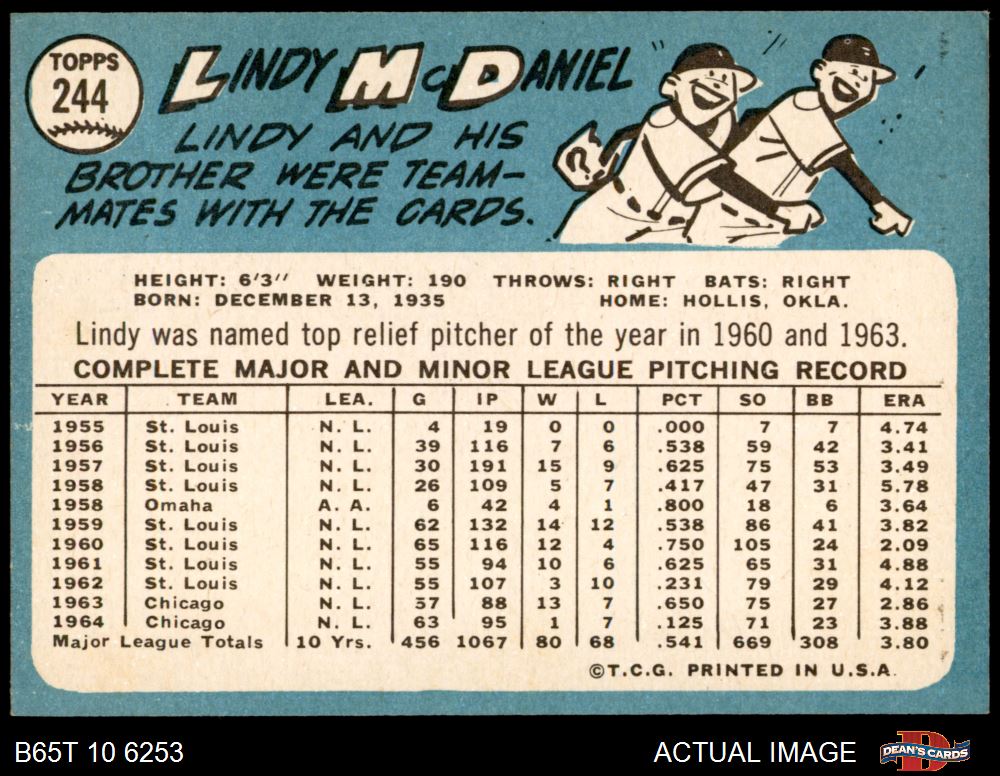 TOPPS
244
LINDY McDANIEL
LINDY AND HIS
BROTHER WERE TEAM-
MATES WITH THE CARDS.
?
HEIGHT: 6'3" WEIGHT: 190 THROWS: RIGHT BATS: RIGHT
BORN: DECEMBER 13, 1935 HOME: HOLLIS, OKLA.
Lindy was named top relief pitcher of the year in 1960 and 1963.
COMPLETE MAJOR AND MINOR LEAGUE PITCHING RECORD
YEAR TEAM LEA. G IP W L PCT SO BB ERA
1955 St. Louis N. L. 4 19 0 0 .000 7 7 4.74
1956 St. Louis N. L. 39 116 7 6 .538 59 42 3.41
1957 St. Louis N. L. 30 191 15 9 .625 75 53 3.49
1958 St. Louis N. L. 26 109 5 7 .417 47 31 5.78
1958 Omaha A. A. 6 42 4 1 .800 18 6 3.64
1959 St. Louis N. L. 62 132 14 12 .538 86 41 3.82
1960 St. Louis N. L. 65 116 12 4 .750 105 24 2.09
1961 St. Louis N. L. 55 94 10 6 .625 65 31 4.88
1962 St. Louis N. L. 55 107 3 10 .231 79 29 4.12
1963 Chicago N. L. 57 88 13 7 .650 75 27 2.86
1964 Chicago N. L. 63 95 1 7 .125 71 23 3.88
Major League Totals 10 Yrs. 456 1067 80 68 .541 669 308 3.80
©T.C.G. PRINTED IN U.S.A.
B65T 10 6253 ACTUAL IMAGE DEAN'S CARDS